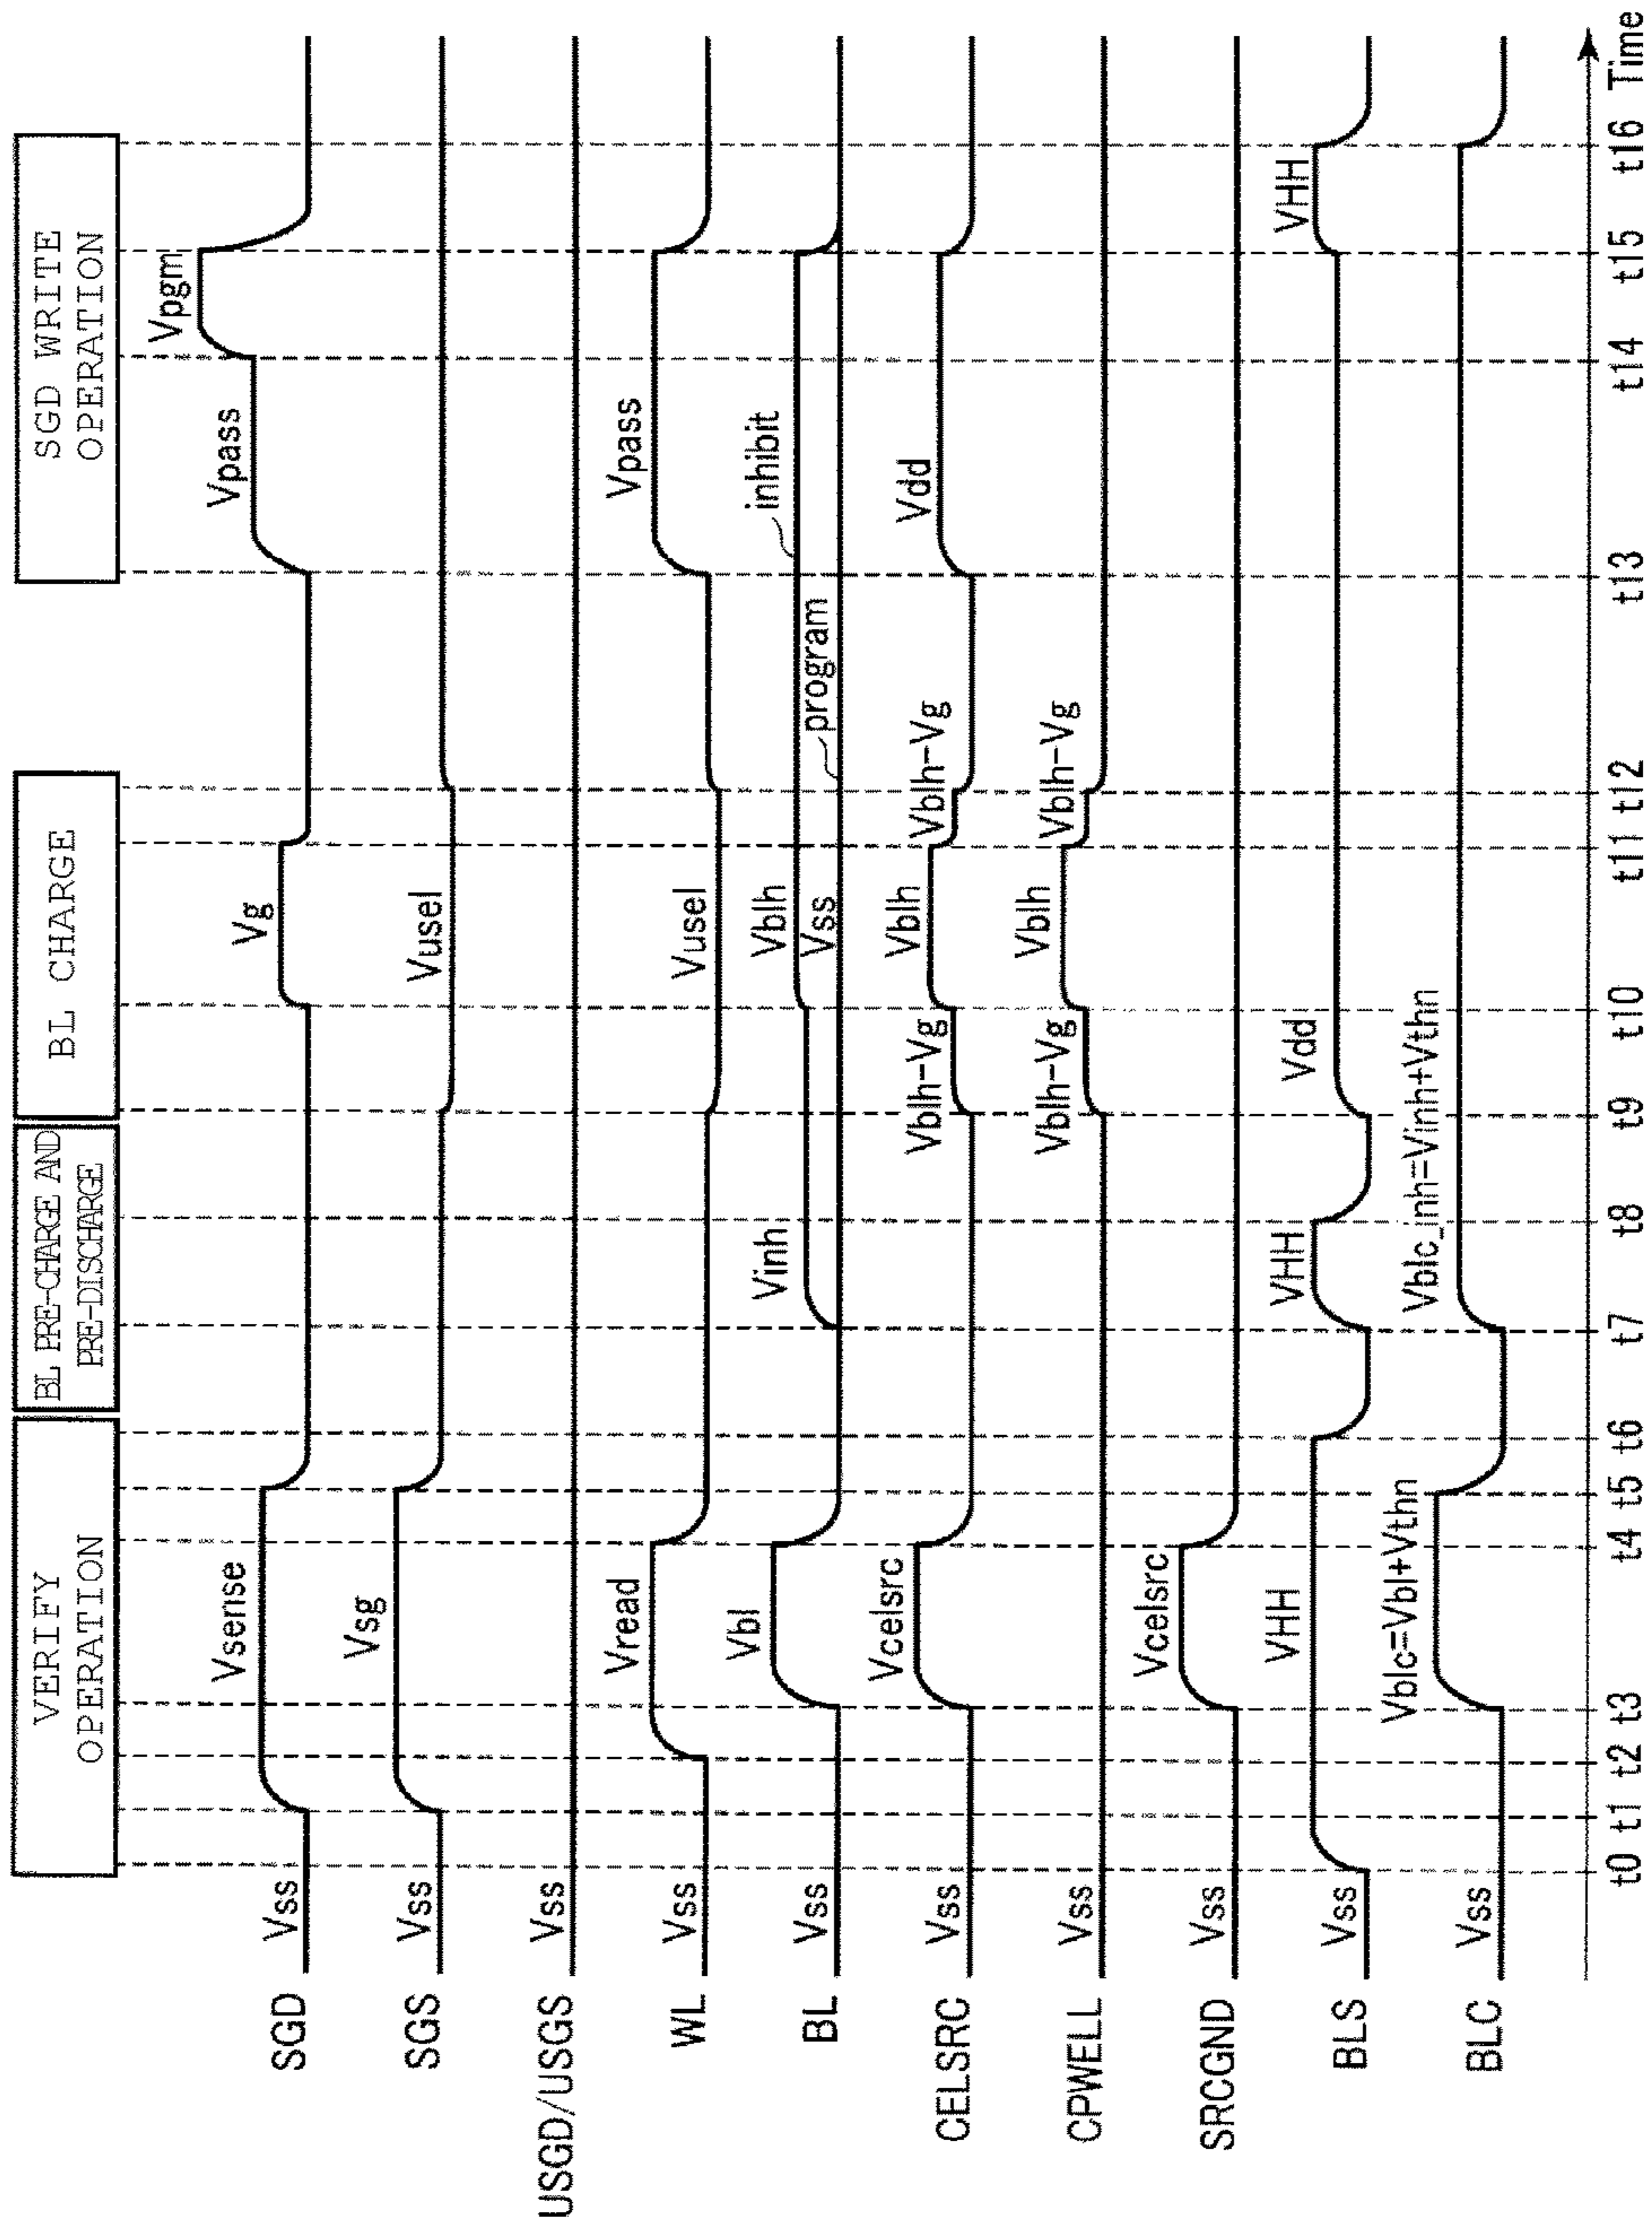 VERIFY
OPERATION
BL PRE-CHARGE AND
PRE-DISCHARGE
BL CHARGE
SGD WRITE
OPERATION
SGD Vss Vsense Vg Vpass Vpgm
SGS Vss Vsg Vusel
USGD/USGS Vss
WL Vss Vread Vusel Vpass
BL Vss Vbl Vinh Vblh Vss program inhibit
CELSRC Vss Vcelsrc Vblh-Vg Vblh Vblh-Vg Vdd
CPWELL Vss Vblh-Vg Vblh Vblh-Vg
SRCGND Vss Vcelsrc
BLS Vss VHH VHH Vdd VHH
BLC Vss Vblc=Vbl+Vthn Vblc_inh=Vinh+Vthn
t0 t1 t2 t3 t4 t5 t6 t7 t8 t9 t10 t11 t12 t13 t14 t15 t16 Time